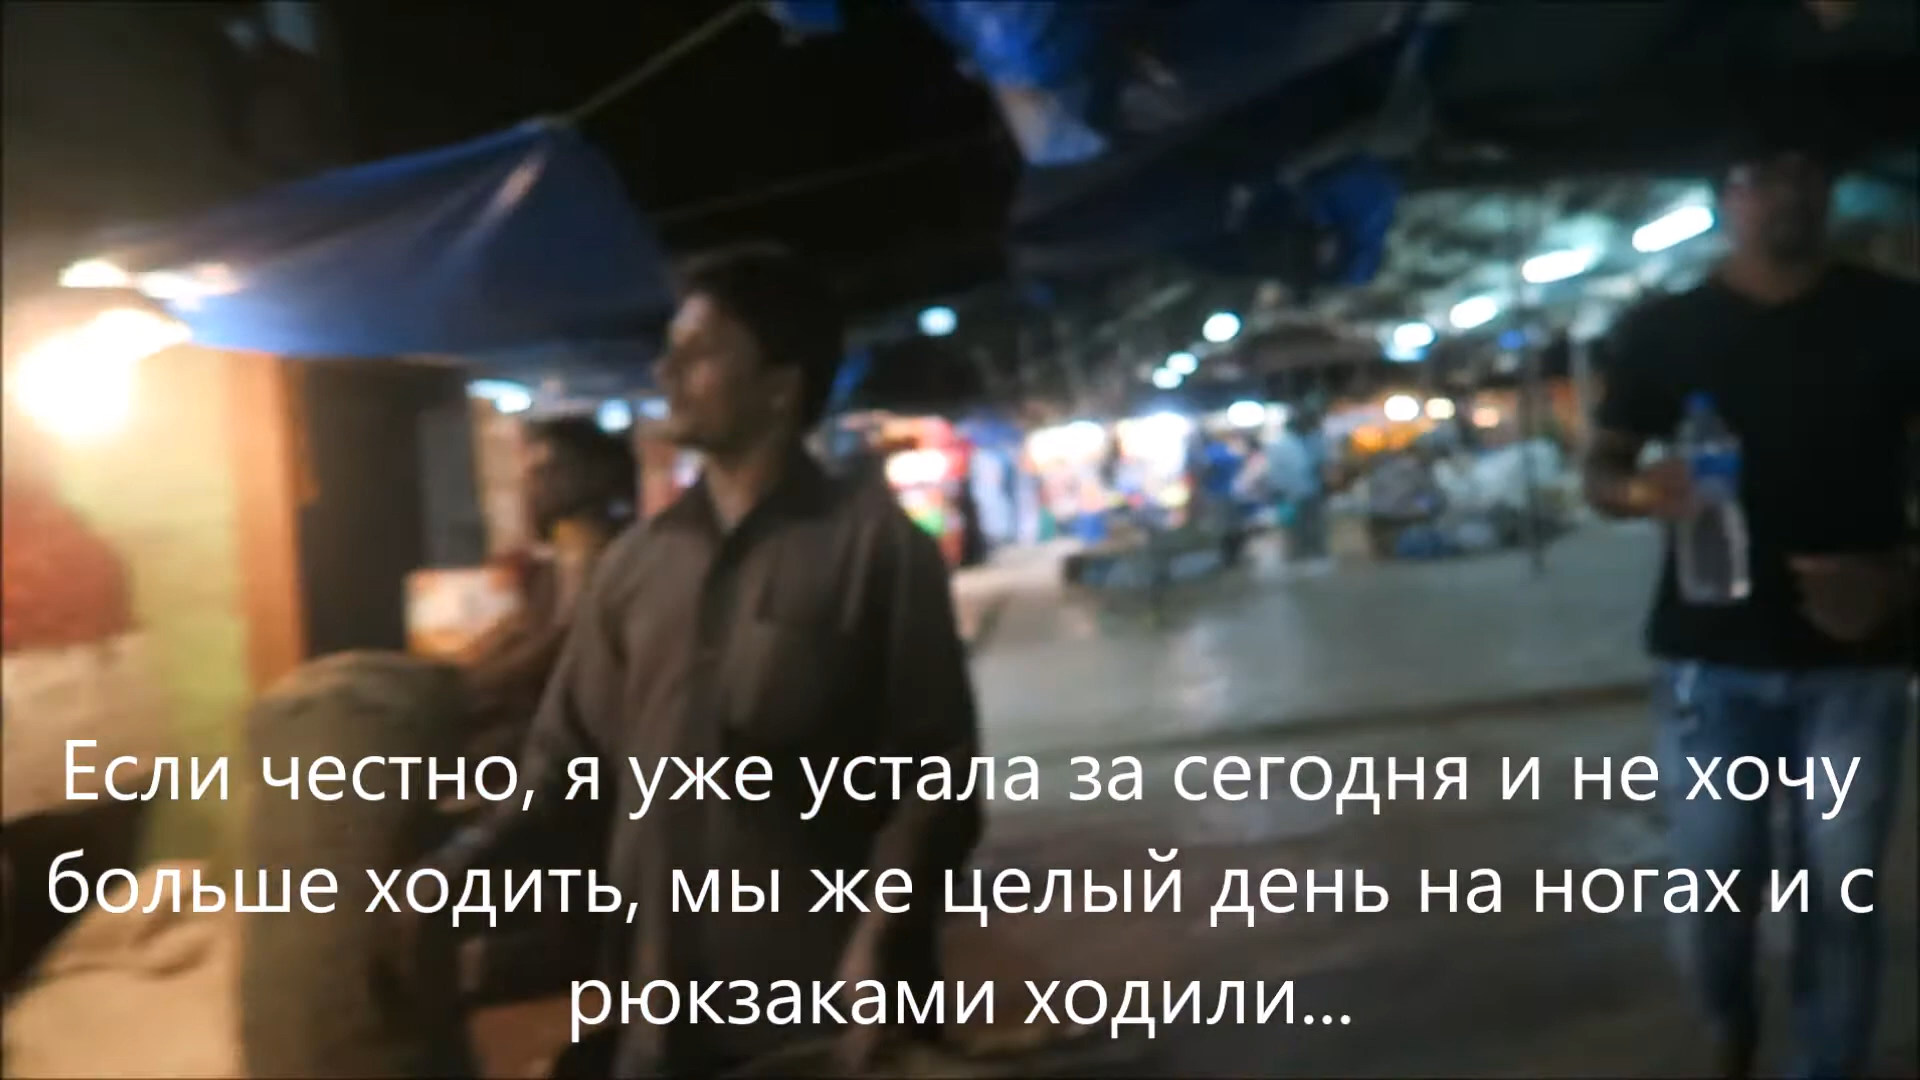 Если честно, я уже устала за сегодня и не хочу
больше ходить, мы же целый день на ногах и с
рюкзаками ходили...